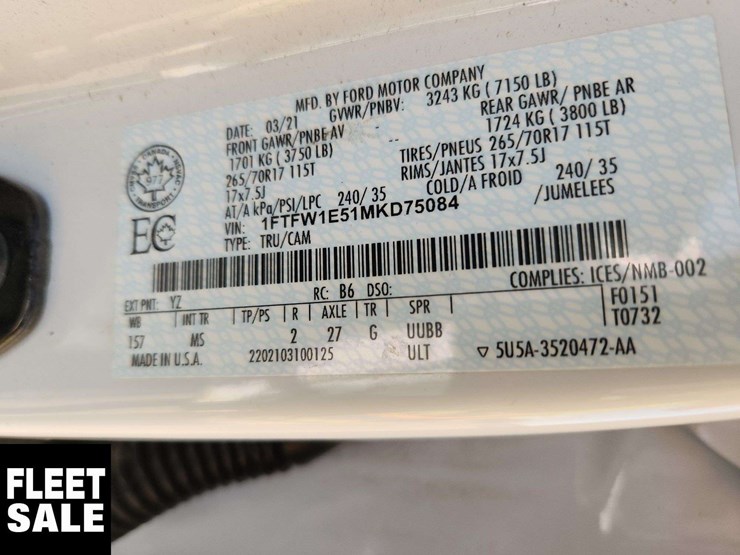 MFD. BY FORD MOTOR COMPANY
DATE: 03/21 GVWR/PNBV: 3243 KG ( 7150 LB)
FRONT GAWR/PNBE AV REAR GAWR/ PNBE AR
1701 KG ( 3750 LB) 1724 KG ( 3800 LB)
265/70R17 115T TIRES/PNEUS 265/70R17 115T
17x7.5J RIMS/JANTES 17x7.5J
AT/A kPa/PSI/LPC 240/ 35 COLD/A FROID 240/ 35
VIN: 1FTFW1E51MKD75084 /JUMELEES
TYPE: TRU/CAM
EC
COMPLIES: ICES/NMB-002
EXT PNT: YZ RC: B6 DSO: F0151
WB INT TR TP/PS R AXLE TR SPR T0732
157 MS 2 27 G UUBB
MADE IN U.S.A. 2202103100125 ULT ▽ 5U5A-3520472-AA
FLEET
SALE